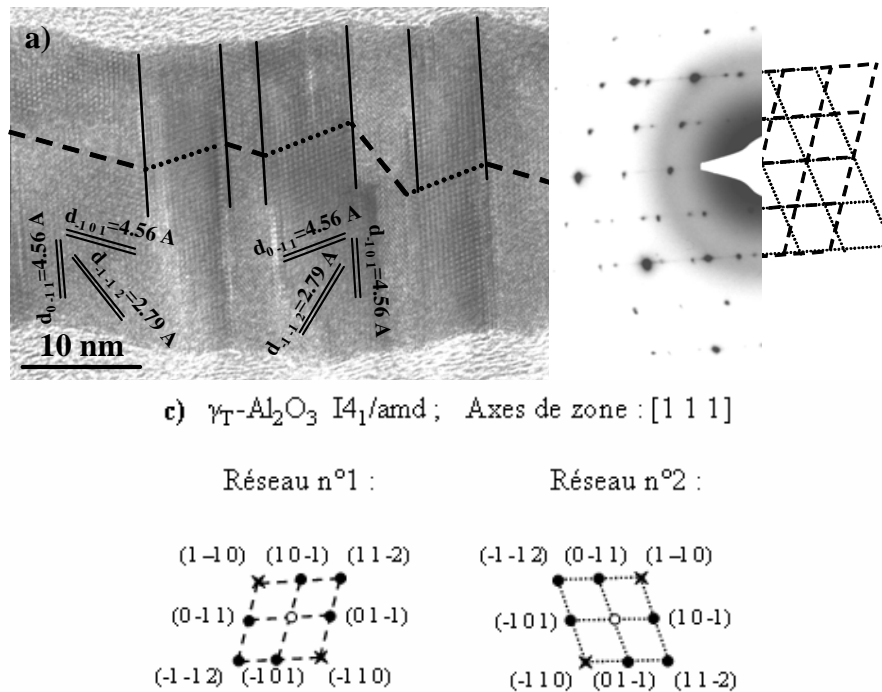 a)
d-1 0 1=4.56 A
d0 -1 1=4.56 A
d-1 -1 2=2.79 A
d0 -1 1=4.56 A
d-1 -1 2=2.79 A
d-1 0 1=4.56 A
10 nm
c) γT-Al2O3 I41/amd ; Axes de zone : [1 1 1]
Réseau n°1 : Réseau n°2 :
(1 -1 0) (1 0 -1) (1 1 -2) (-1 -1 2) (0 -1 1) (1 -1 0)
(0 -1 1) (0 1 -1) (-1 0 1) (1 0 -1)
(-1 -1 2) (-1 0 1) (-1 1 0) (-1 1 0) (0 1 -1) (1 1 -2)